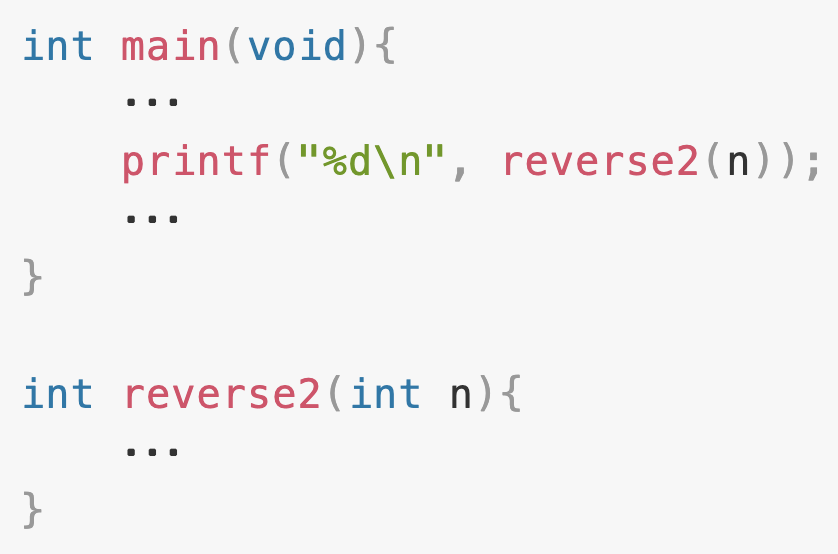 int main(void){
    ...
    printf("%d\n", reverse2(n));
    ...
}

int reverse2(int n){
    ...
}